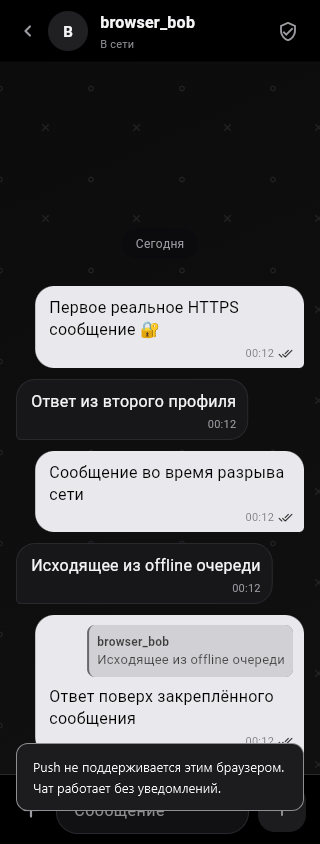 B
browser_bob
В сети
Сегодня
Первое реальное HTTPS
сообщение 🔐
00:12
Ответ из второго профиля
00:12
Сообщение во время разрыва
сети
00:12
Исходящее из offline очереди
00:12
browser_bob
Исходящее из offline очереди
Ответ поверх закреплённого
сообщения
00:12
Push не поддерживается этим браузером.
Чат работает без уведомлений.
Сообщение